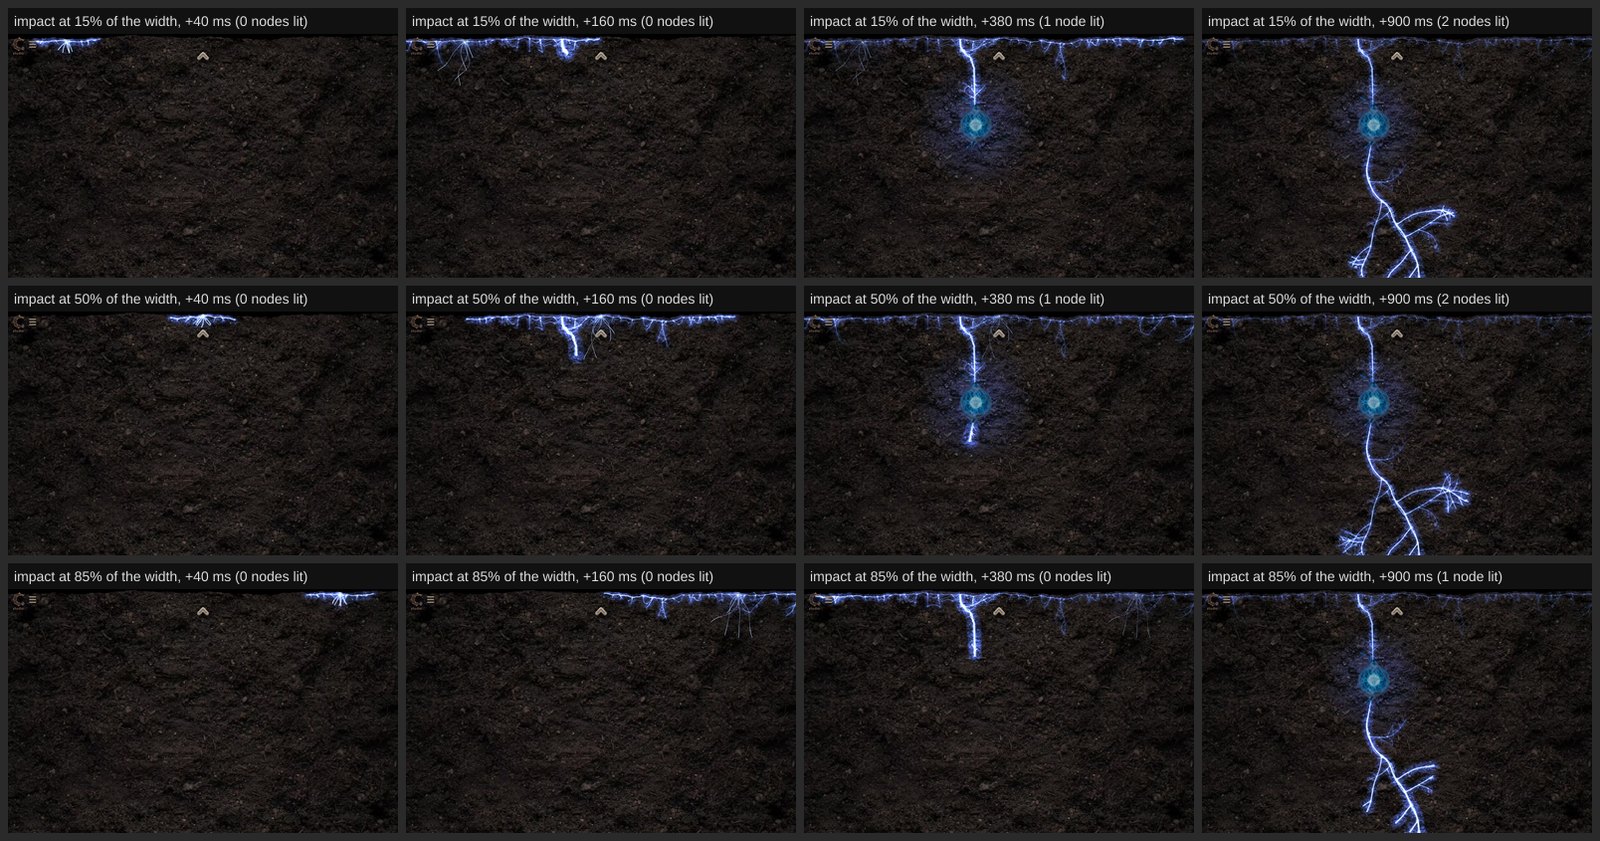 impact at 15% of the width, +40 ms (0 nodes lit)
impact at 15% of the width, +160 ms (0 nodes lit)
impact at 15% of the width, +380 ms (1 node lit)
impact at 15% of the width, +900 ms (2 nodes lit)
impact at 50% of the width, +40 ms (0 nodes lit)
impact at 50% of the width, +160 ms (0 nodes lit)
impact at 50% of the width, +380 ms (1 node lit)
impact at 50% of the width, +900 ms (2 nodes lit)
impact at 85% of the width, +40 ms (0 nodes lit)
impact at 85% of the width, +160 ms (0 nodes lit)
impact at 85% of the width, +380 ms (0 nodes lit)
impact at 85% of the width, +900 ms (1 node lit)